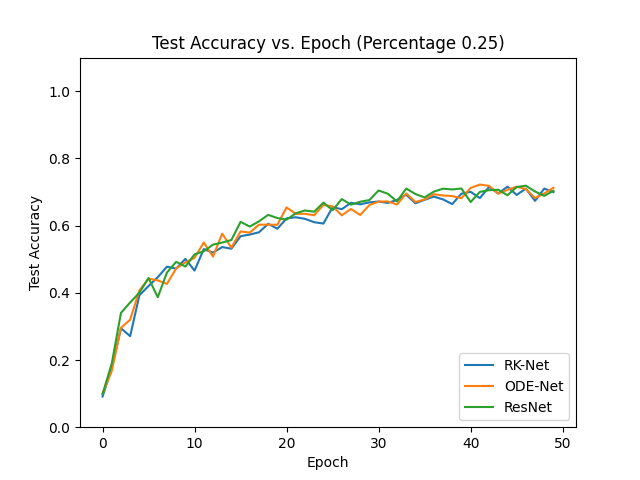 Test Accuracy vs. Epoch (Percentage 0.25)
Test Accuracy
1.0
0.8
0.6
0.4
0.2
0.0
0 10 20 30 40 50
Epoch
RK-Net
ODE-Net
ResNet